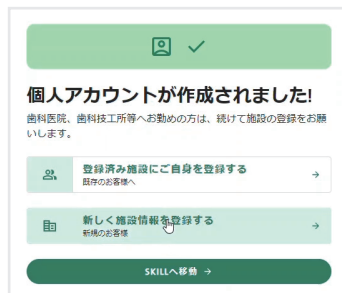 個人アカウントが作成されました!
歯科医院、歯科技工所等へお勤めの方は、続けて施設の登録をお願
いします。
登録済み施設にご自身を登録する
既存のお客様へ
新しく施設情報を登録する
新規のお客様
SKILLへ移動 →